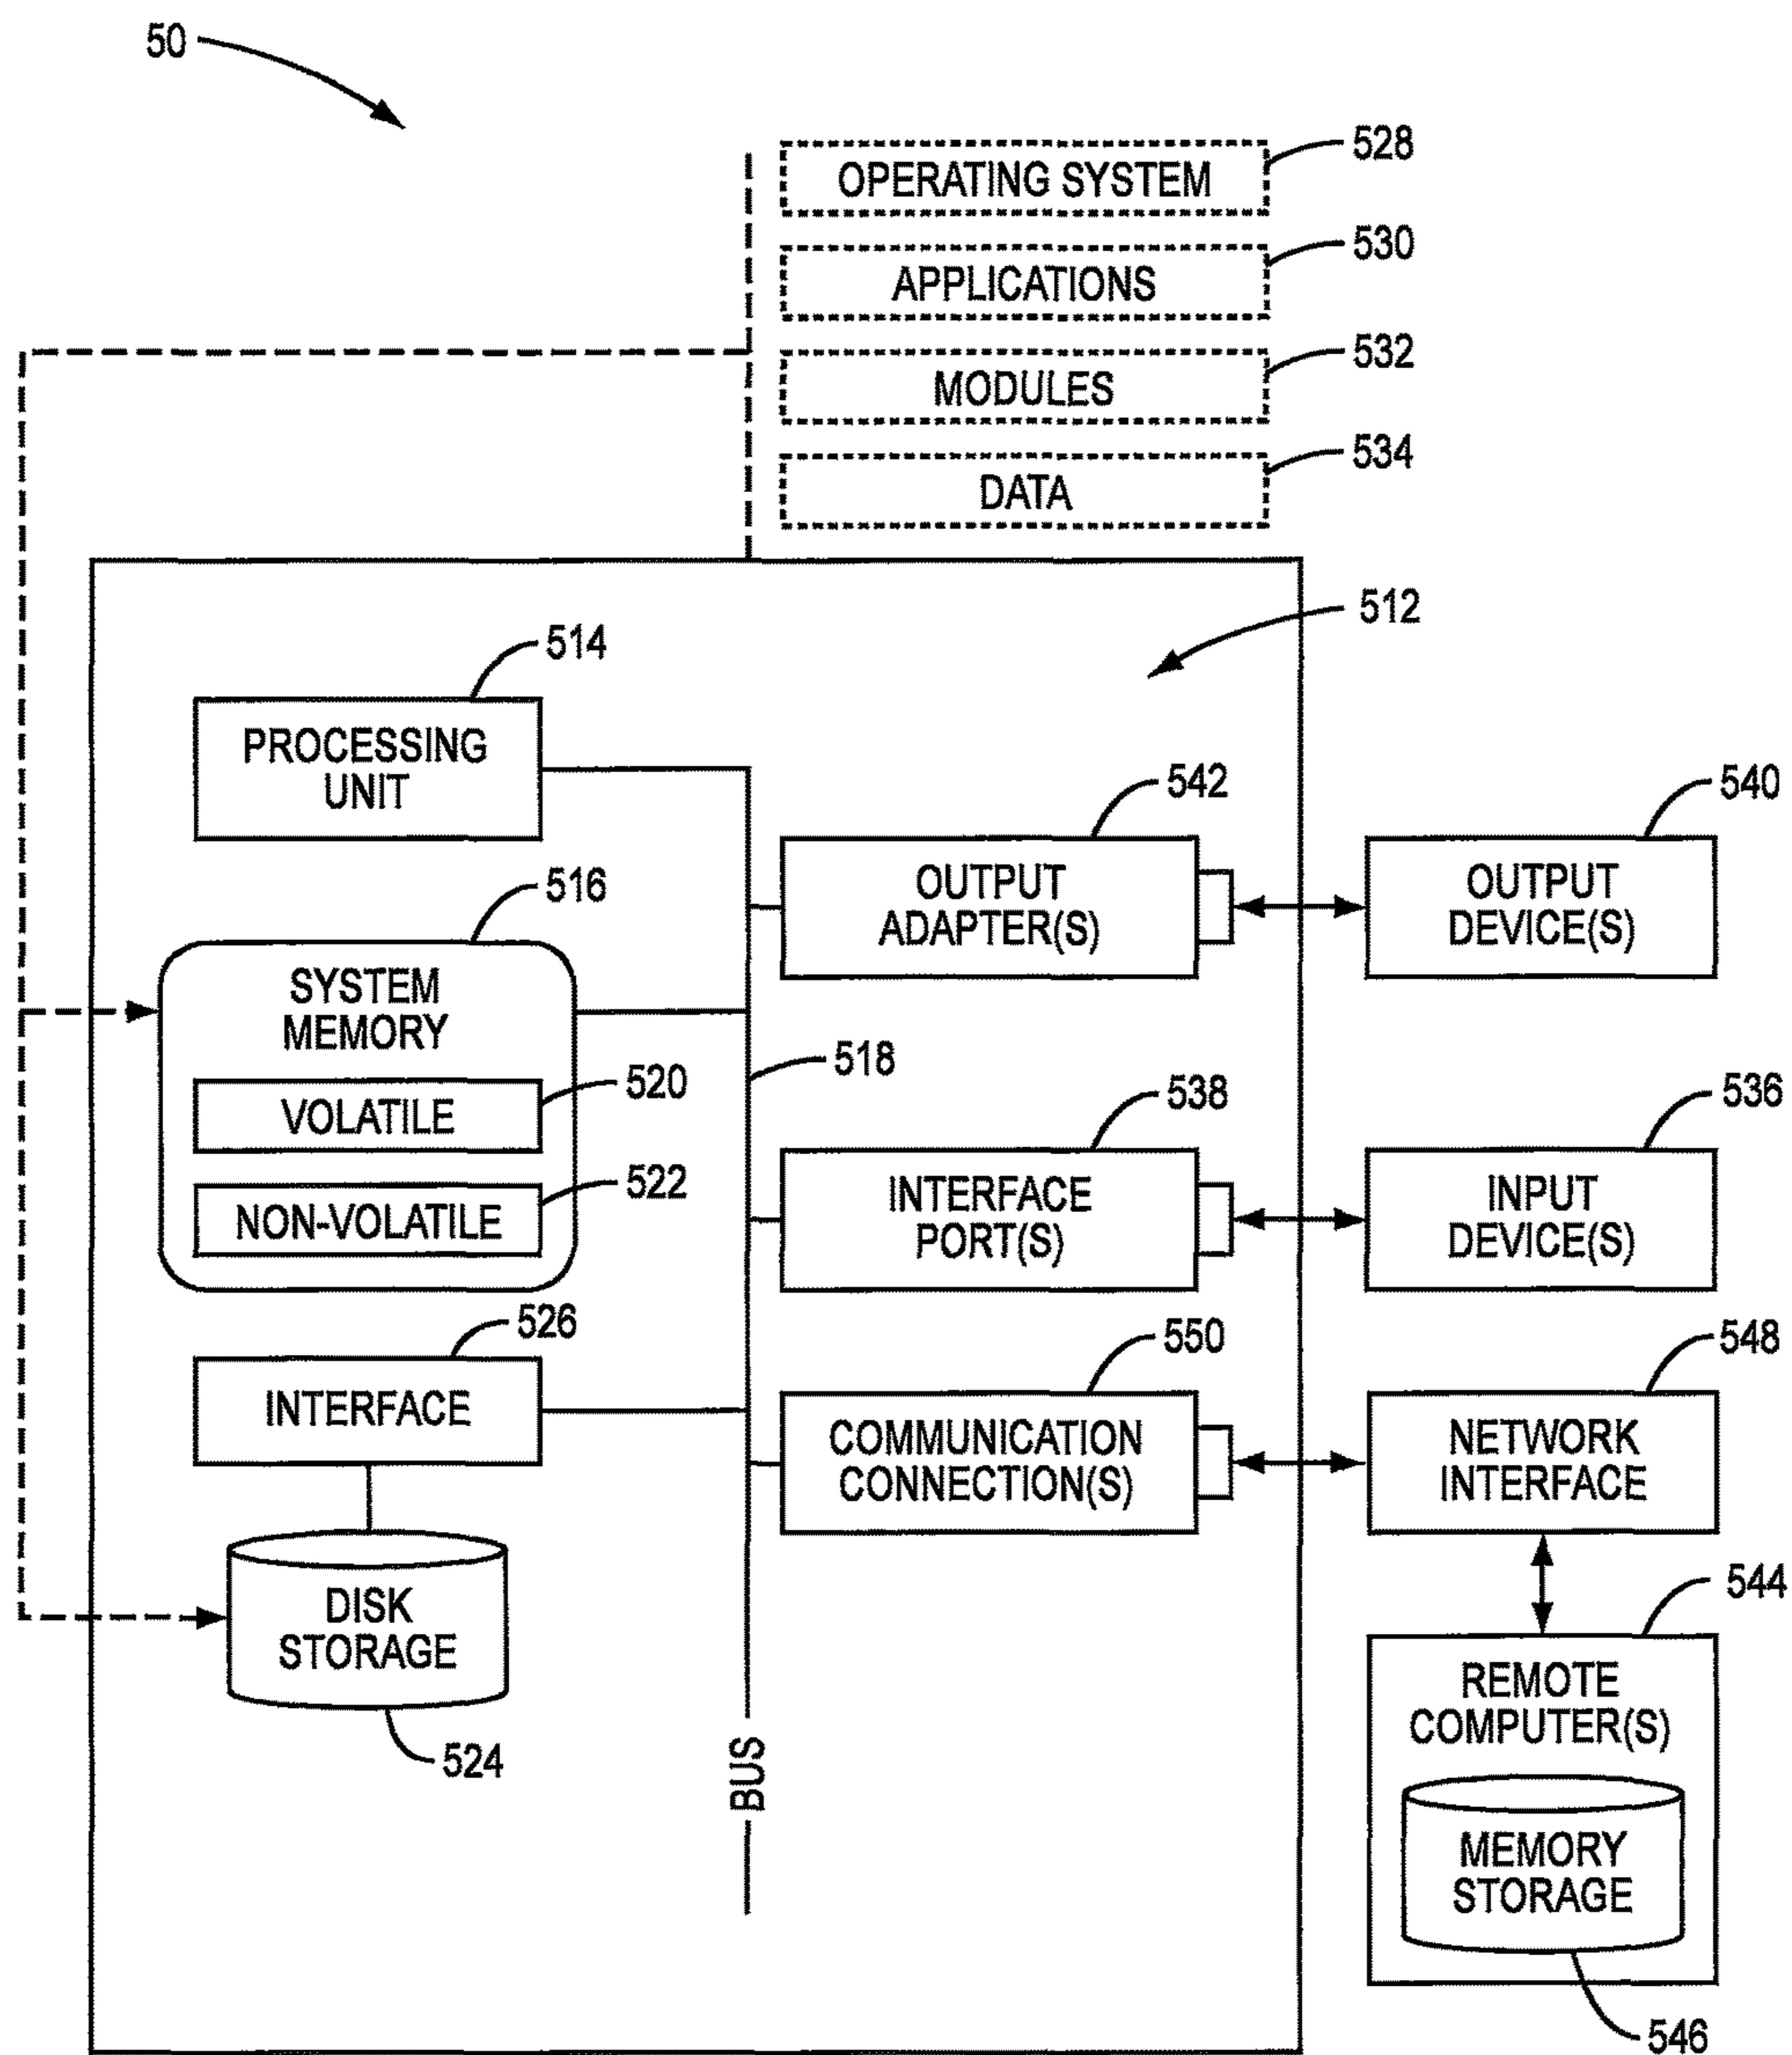 50
OPERATING SYSTEM
528
APPLICATIONS
530
MODULES
532
DATA
534
512
514
PROCESSING
UNIT
542
OUTPUT
ADAPTER(S)
540
OUTPUT
DEVICE(S)
516
SYSTEM
MEMORY
518
520
VOLATILE
522
NON-VOLATILE
538
INTERFACE
PORT(S)
536
INPUT
DEVICE(S)
526
INTERFACE
550
COMMUNICATION
CONNECTION(S)
548
NETWORK
INTERFACE
DISK
STORAGE
524
BUS
544
REMOTE
COMPUTER(S)
MEMORY
STORAGE
546